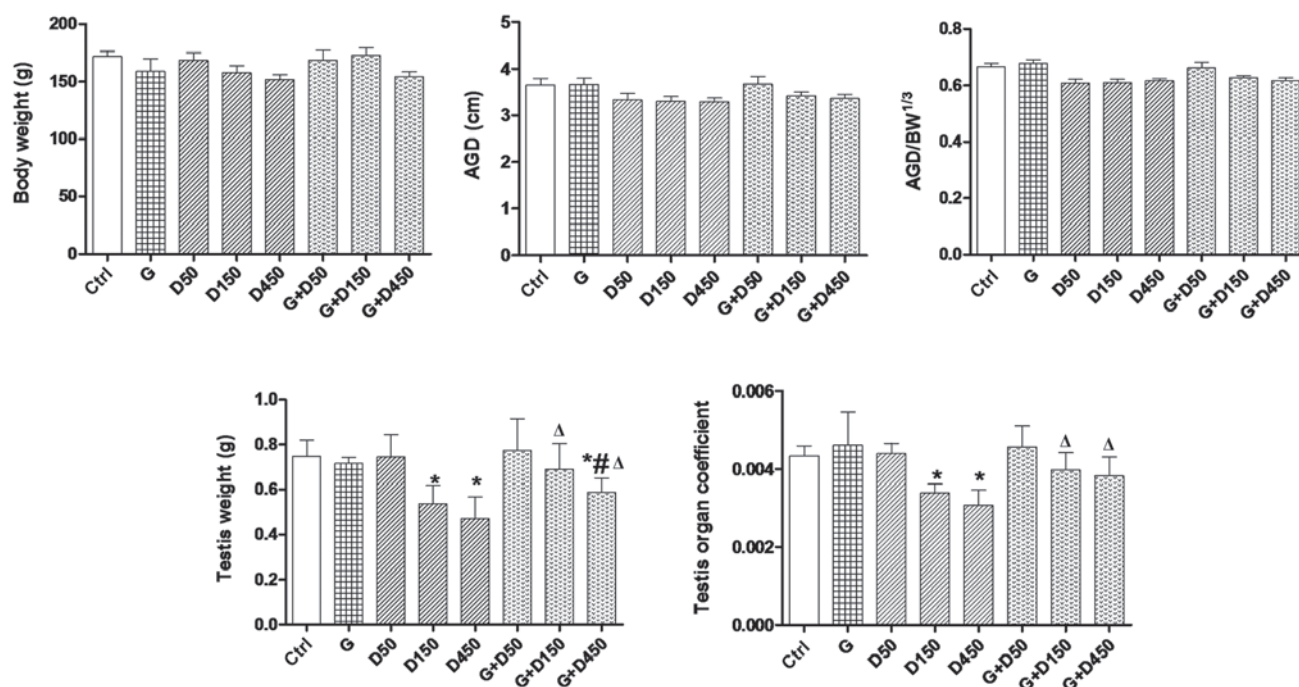 Body weight (g)
200
150
100
50
0
Ctrl
G
D50
D150
D450
G+D50
G+D150
G+D450
AGD (cm)
5
4
3
2
1
0
Ctrl
G
D50
D150
D450
G+D50
G+D150
G+D450
AGD/BW1/3
0.8
0.6
0.4
0.2
0.0
Ctrl
G
D50
D150
D450
G+D50
G+D150
G+D450
Testis weight (g)
1.0
0.8
0.6
0.4
0.2
0.0
*
*
Δ
*#Δ
Ctrl
G
D50
D150
D450
G+D50
G+D150
G+D450
Testis organ coefficient
0.006
0.004
0.002
0.000
*
*
Δ
Δ
Ctrl
G
D50
D150
D450
G+D50
G+D150
G+D450